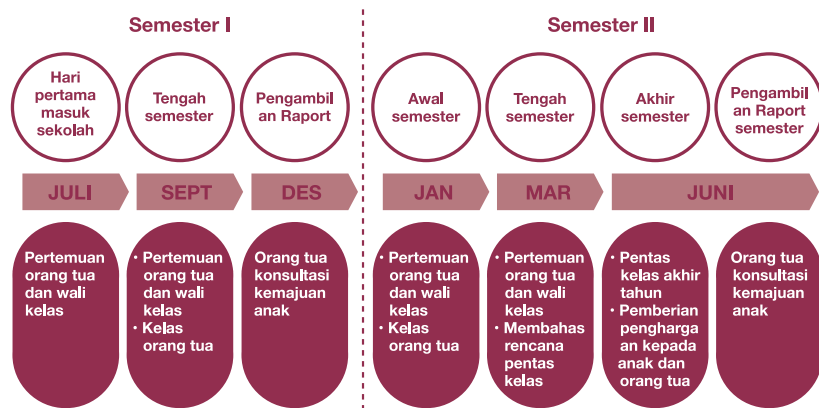 Semester I
Semester II
Hari
pertama
masuk
sekolah
Tengah
semester
Pengambil
an Raport
Awal
semester
Tengah
semester
Akhir
semester
Pengambil
an Raport
semester
JULI
SEPT
DES
JAN
MAR
JUNI
Pertemuan
orang tua
dan wali
kelas
• Pertemuan
orang tua
dan wali
kelas
• Kelas
orang tua
Orang tua
konsultasi
kemajuan
anak
• Pertemuan
orang tua
dan wali
kelas
• Kelas
orang tua
• Pertemuan
orang tua
dan wali
kelas
• Membahas
rencana
pentas
kelas
• Pentas
kelas akhir
tahun
• Pemberian
pengharga
an kepada
anak dan
orang tua
Orang tua
konsultasi
kemajuan
anak